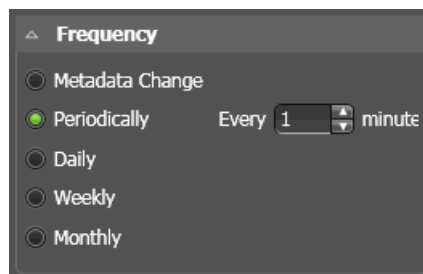 Frequency
Metadata Change
Periodically Every 1 minute
Daily
Weekly
Monthly